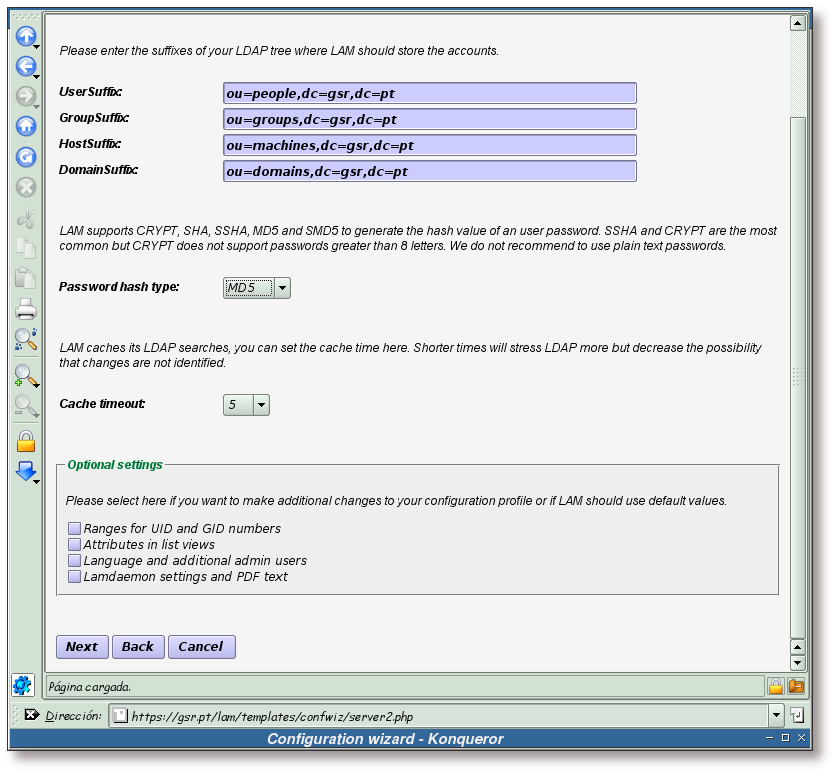 Please enter the suffixes of your LDAP tree where LAM should store the accounts.
UserSuffix: ou=people,dc=gsr,dc=pt
GroupSuffix: ou=groups,dc=gsr,dc=pt
HostSuffix: ou=machines,dc=gsr,dc=pt
DomainSuffix: ou=domains,dc=gsr,dc=pt
LAM supports CRYPT, SHA, SSHA, MD5 and SMD5 to generate the hash value of an user password. SSHA and CRYPT are the most
common but CRYPT does not support passwords greater than 8 letters. We do not recommend to use plain text passwords.
Password hash type: MD5
LAM caches its LDAP searches, you can set the cache time here. Shorter times will stress LDAP more but decrease the possibility
that changes are not identified.
Cache timeout: 5
Optional settings
Please select here if you want to make additional changes to your configuration profile or if LAM should use default values.
Ranges for UID and GID numbers
Attributes in list views
Language and additional admin users
Lamdaemon settings and PDF text
Next Back Cancel
Página cargada.
Dirección: https://gsr.pt/lam/templates/confwiz/server2.php
Configuration wizard - Konqueror